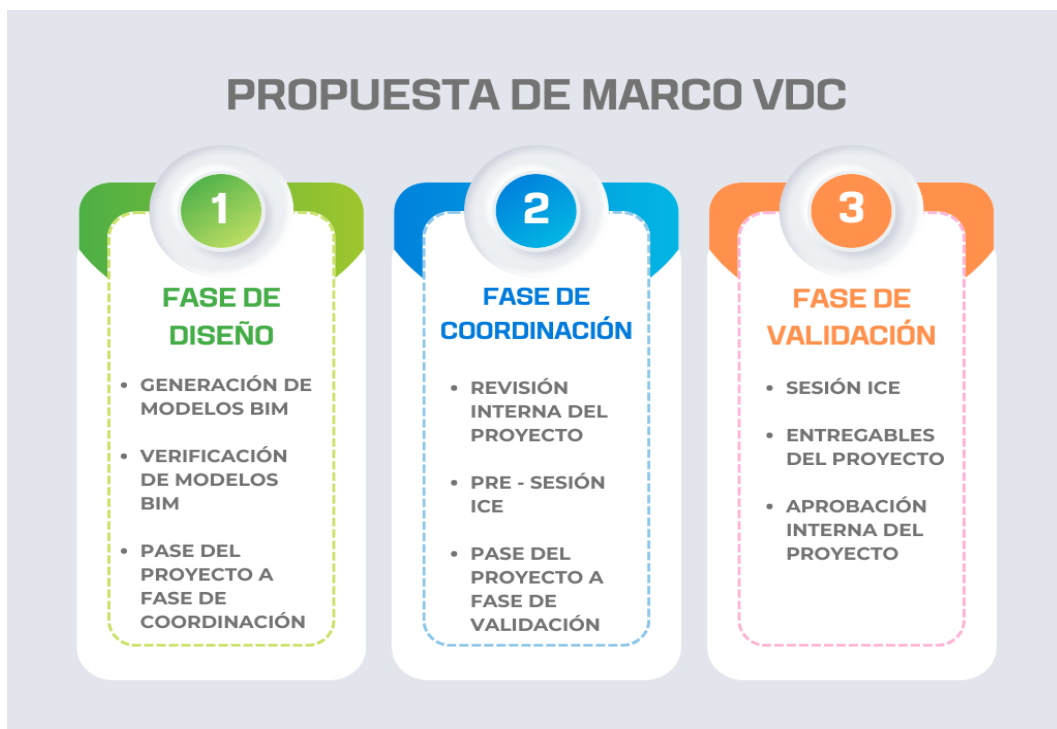 PROPUESTA DE MARCO VDC
1
FASE DE
DISEÑO
• GENERACIÓN DE
MODELOS BIM
• VERIFICACIÓN
DE MODELOS
BIM
• PASE DEL
PROYECTO A
FASE DE
COORDINACIÓN
2
FASE DE
COORDINACIÓN
• REVISIÓN
INTERNA DEL
PROYECTO
• PRE - SESIÓN
ICE
• PASE DEL
PROYECTO A
FASE DE
VALIDACIÓN
3
FASE DE
VALIDACIÓN
• SESIÓN ICE
• ENTREGABLES
DEL PROYECTO
• APROBACIÓN
INTERNA DEL
PROYECTO